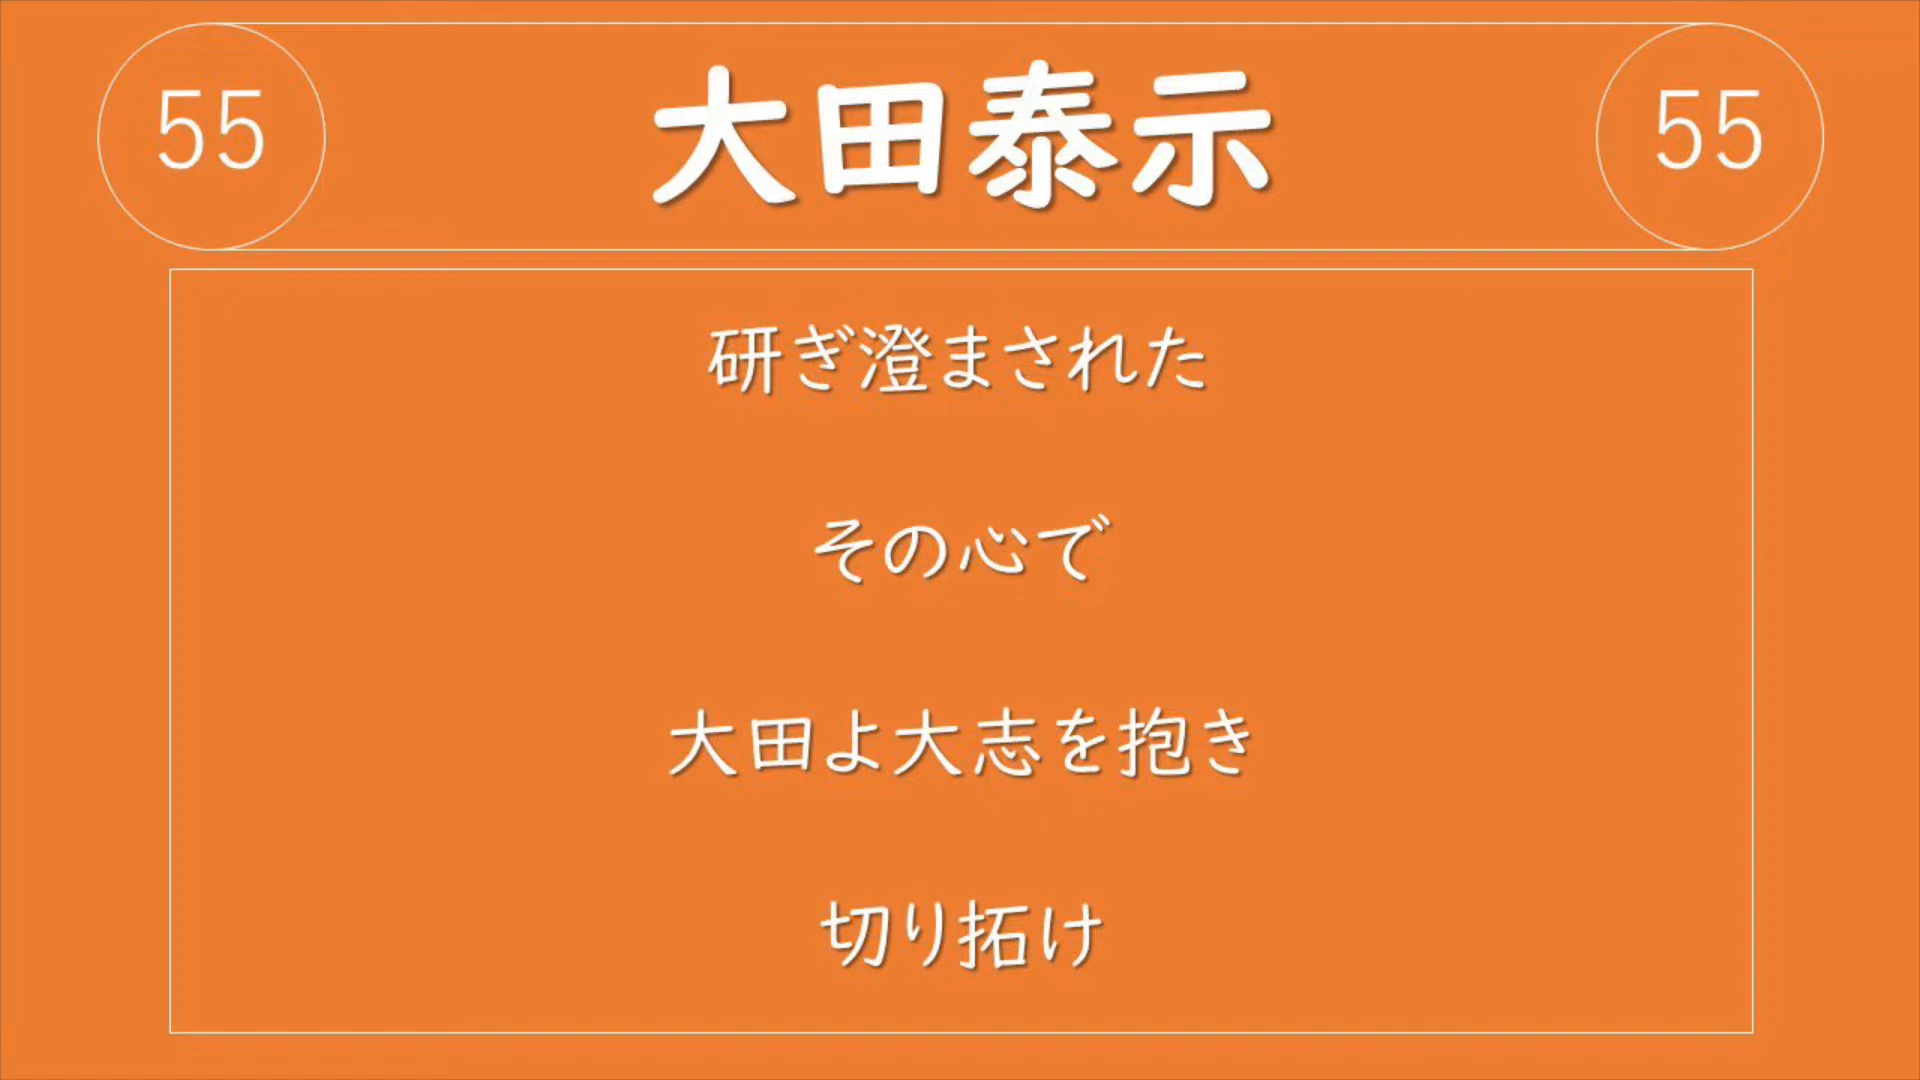 55 大田泰示 55
研ぎ澄まされた
その心で
大田よ大志を抱き
切り拓け